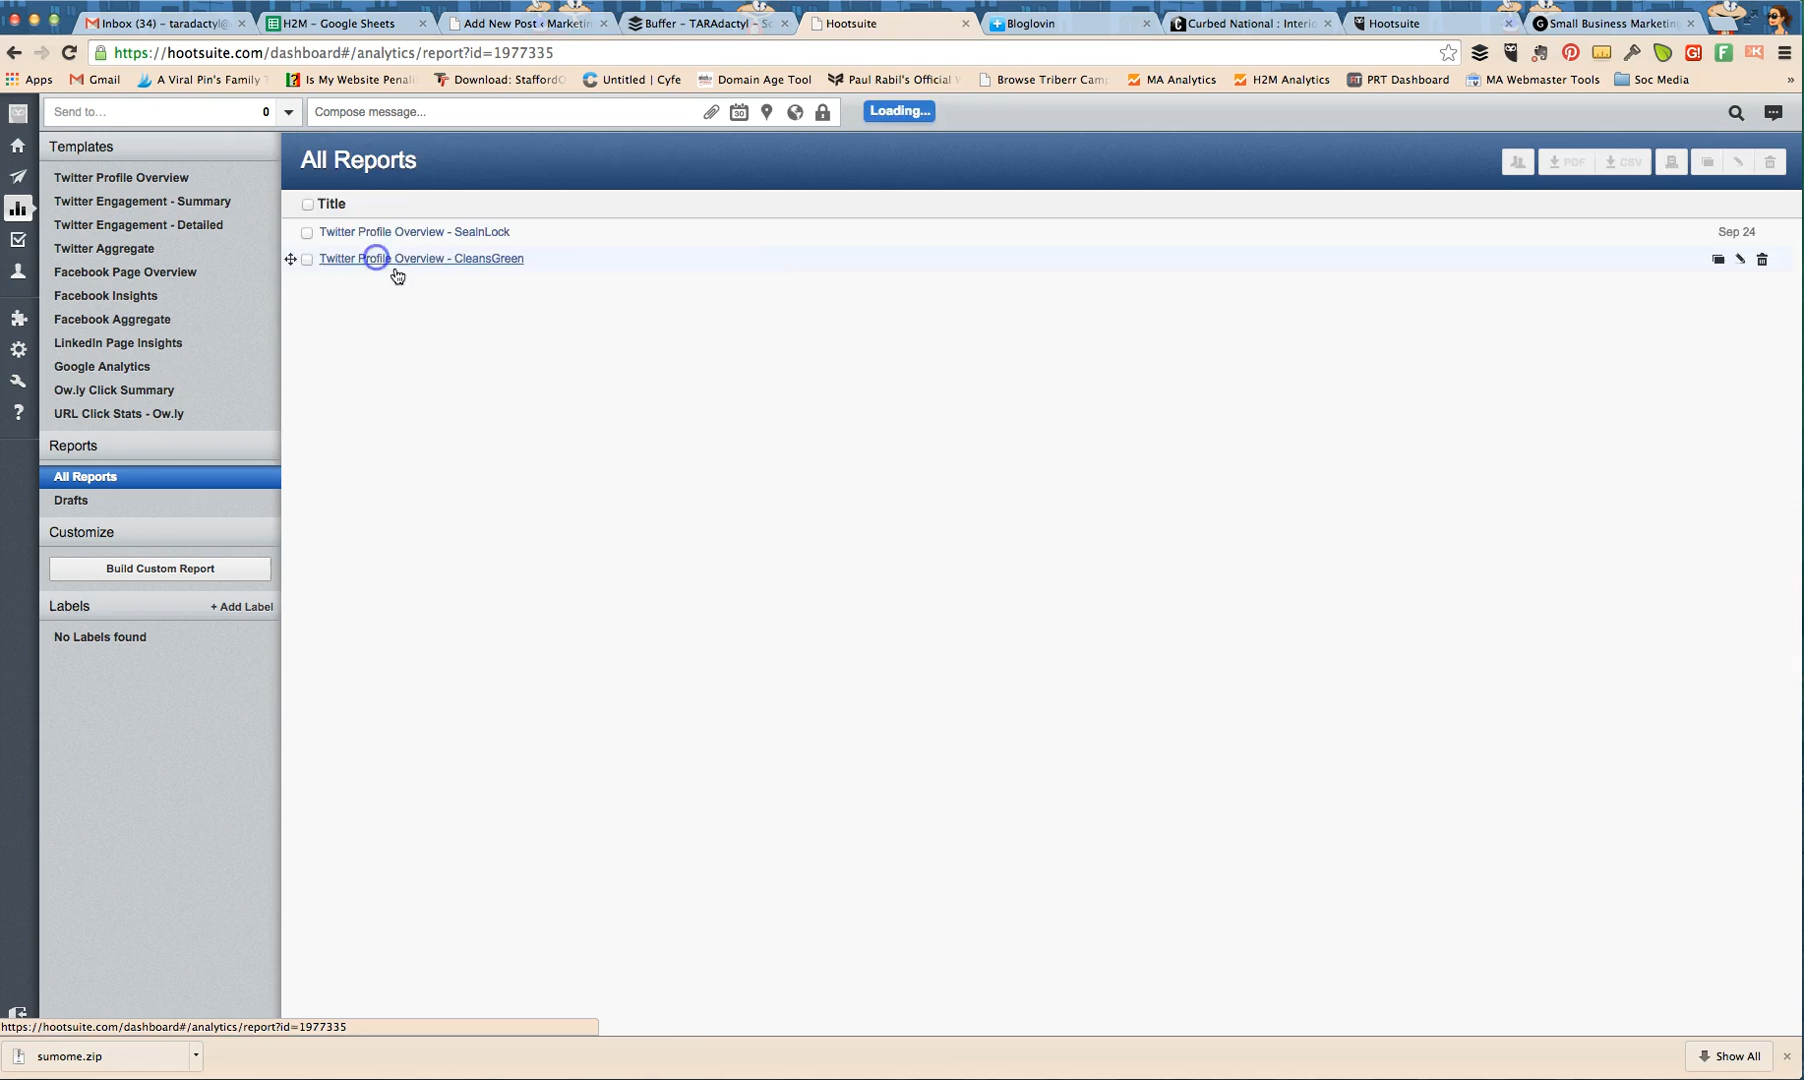 Inbox (34) – taradactyl@
H2M – Google Sheets
Add New Post ‹ Marketin
Buffer – TARAdactyl – Sc
Hootsuite
Bloglovin
Curbed National : Interio
Hootsuite
Small Business Marketing
https://hootsuite.com/dashboard#/analytics/report?id=1977335
Apps
Gmail
A Viral Pin's Family T
Is My Website Penali
Download: StaffordO
Untitled | Cyfe
Domain Age Tool
Paul Rabil's Official
Browse Triberr Camp
MA Analytics
H2M Analytics
PRT Dashboard
MA Webmaster Tools
Soc Media
»
Send to...
0
Compose message...
30
Loading...
Templates
Twitter Profile Overview
Twitter Engagement - Summary
Twitter Engagement - Detailed
Twitter Aggregate
Facebook Page Overview
Facebook Insights
Facebook Aggregate
LinkedIn Page Insights
Google Analytics
Ow.ly Click Summary
URL Click Stats - Ow.ly
Reports
All Reports
Drafts
Customize
Build Custom Report
Labels
+ Add Label
No Labels found
All Reports
PDF
CSV
Title
Twitter Profile Overview - SealnLock
Sep 24
Twitter Profile Overview - CleansGreen
https://hootsuite.com/dashboard#/analytics/report?id=1977335
sumome.zip
Show All